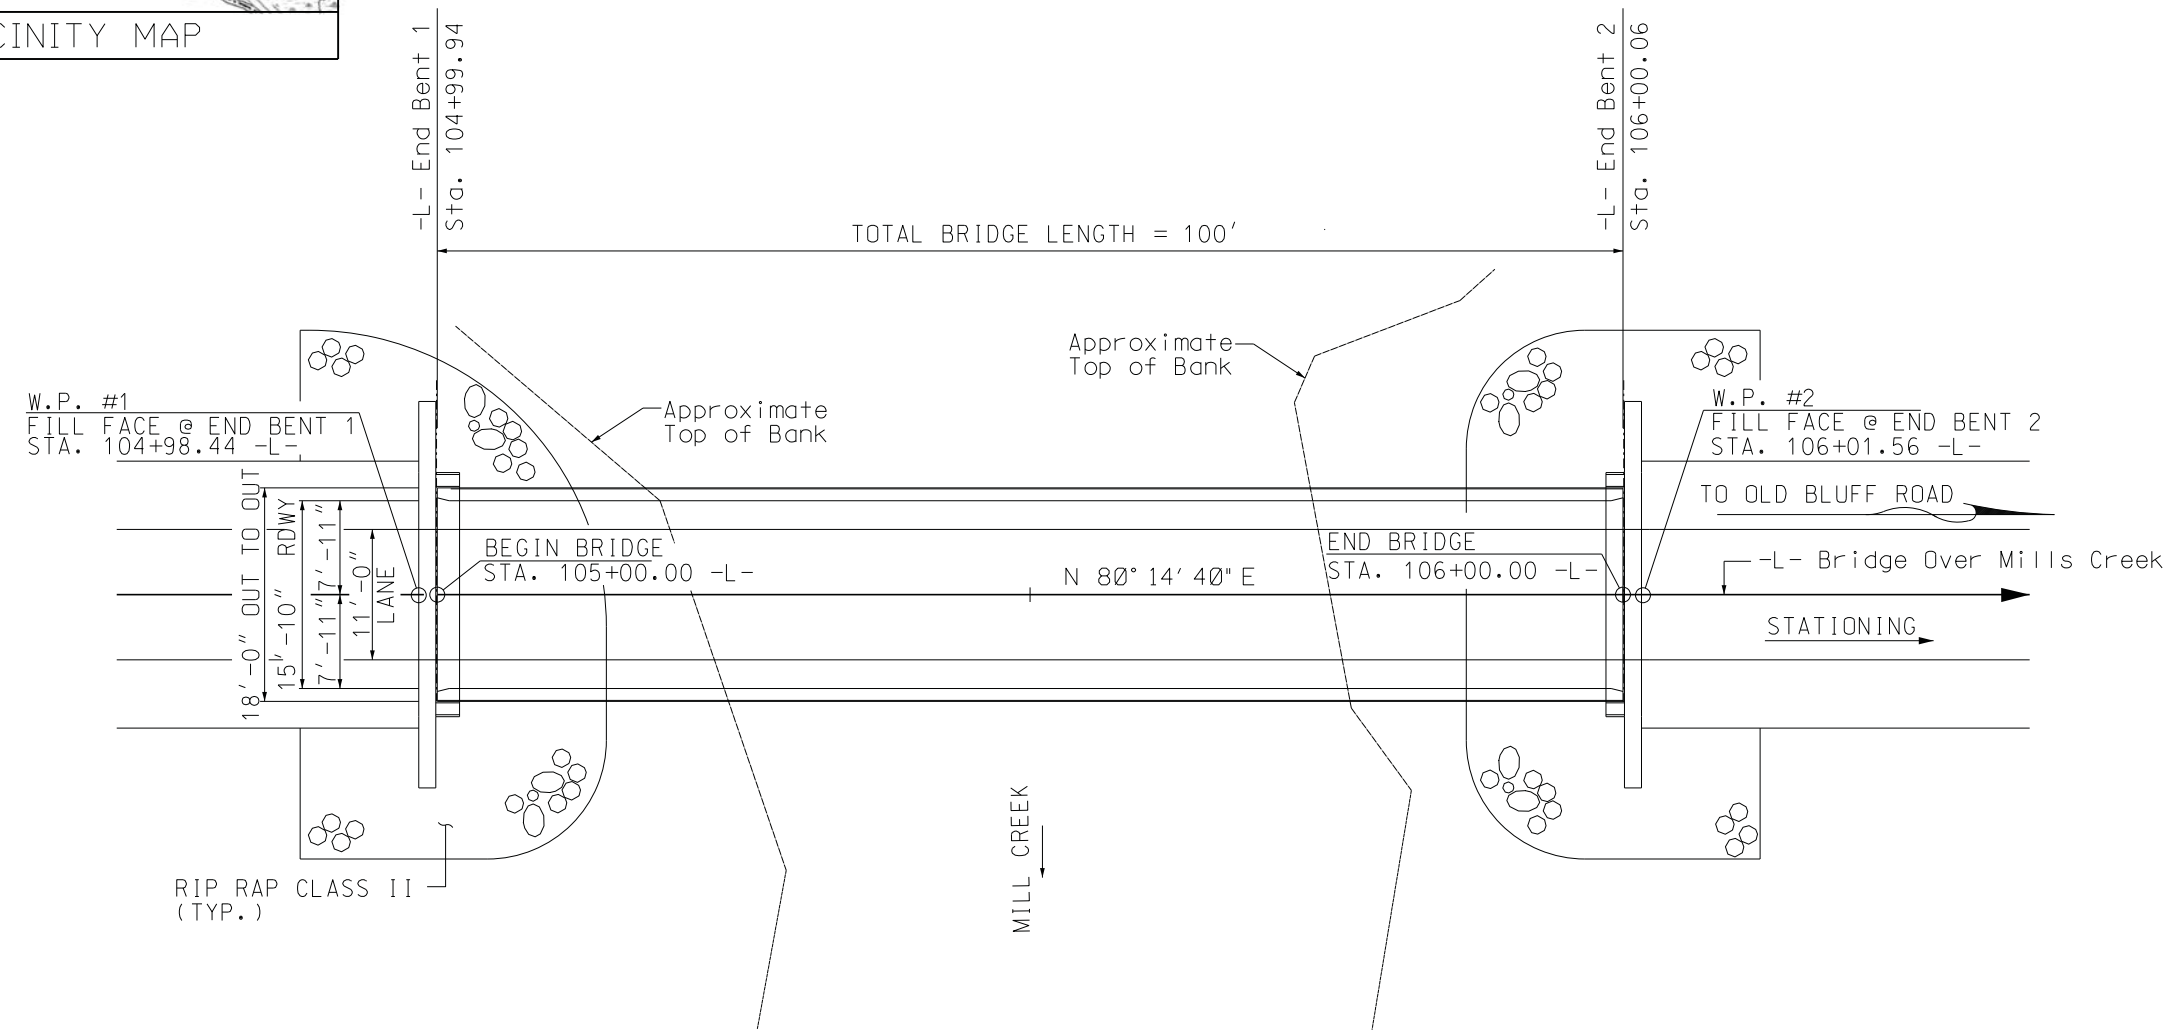 CINITY MAP
-L- End Bent 1
Sta. 104+99.94
-L- End Bent 2
Sta. 106+00.06
TOTAL BRIDGE LENGTH = 100'
Approximate
Top of Bank
W.P. #1
FILL FACE @ END BENT 1
STA. 104+98.44 -L-
Approximate
Top of Bank
W.P. #2
FILL FACE @ END BENT 2
STA. 106+01.56 -L-
TO OLD BLUFF ROAD
18'-0" OUT TO OUT
15'-10" RDWY
7'-11"
7'-11"
11'-0"
LANE
BEGIN BRIDGE
STA. 105+00.00 -L-
N 80° 14' 40" E
END BRIDGE
STA. 106+00.00 -L-
-L- Bridge Over Mills Creek
STATIONING
MILL CREEK
RIP RAP CLASS II
(TYP.)